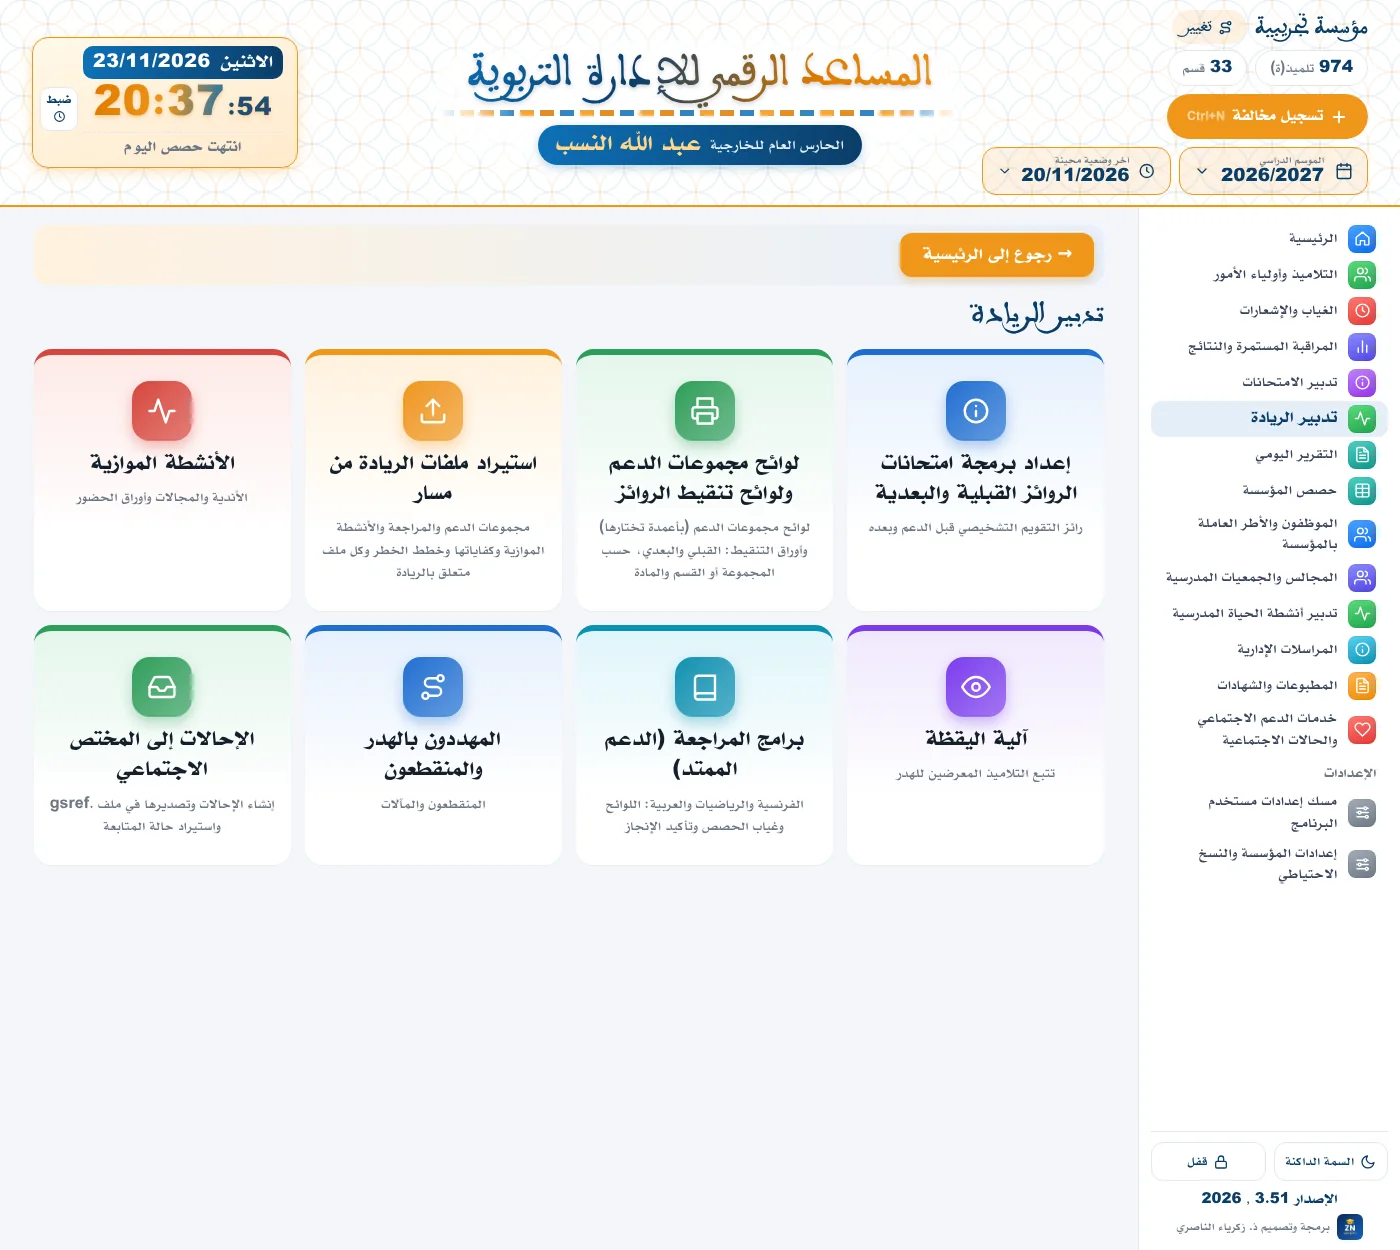 مؤسسة تجريبية
تغيير
974 تلميذ(ة)
33 قسم
+ تسجيل مخالفة Ctrl+N
الموسم الدراسي
2026/2027
اخر وضعية محينة
20/11/2026
المساعد الرقمي للإدارة التربوية
الحارس العام للخارجية عبد الله النسب
الاثنين 23/11/2026
20:37:54
ضبط
انتهت حصص اليوم
الرئيسية
التلاميذ وأولياء الأمور
الغياب والإشعارات
المراقبة المستمرة والنتائج
تدبير الامتحانات
تدبير الريادة
التقرير اليومي
حصص المؤسسة
الموظفون والأطر العاملة
بالمؤسسة
المجالس والجمعيات المدرسية
تدبير أنشطة الحياة المدرسية
المراسلات الإدارية
المطبوعات والشهادات
خدمات الدعم الاجتماعي
والحالات الاجتماعية
الإعدادات
مسك إعدادات مستخدم
البرنامج
إعدادات المؤسسة والنسخ
الاحتياطي
السمة الداكنة
قفل
الإصدار 3.51 , 2026
ZN
برمجة وتصميم ذ. زكرياء الناصري
→ رجوع إلى الرئيسية
تدبير الريادة
إعداد برمجة امتحانات
الروائز القبلية والبعدية
رائز التقويم التشخيصي قبل الدعم وبعده
لوائح مجموعات الدعم
ولوائح تنقيط الروائز
لوائح مجموعات الدعم (بأعمدة تختارها)
وأوراق التنقيط: القبلي والبعدي، حسب
المجموعة أو القسم والمادة
استيراد ملفات الريادة من
مسار
مجموعات الدعم والمراجعة والأنشطة
الموازية وكفاياتها وخطط الخطر وكل ملف
متعلق بالريادة
الأنشطة الموازية
الأندية والمجالات وأوراق الحضور
آلية اليقظة
تتبع التلاميذ المعرضين للهدر
برامج المراجعة (الدعم
الممتد)
الفرنسية والرياضيات والعربية: اللوائح
وغياب الحصص وتأكيد الإنجاز
المهددون بالهدر
والمنقطعون
المنقطعون والمآلات
الإحالات إلى المختص
الاجتماعي
إنشاء الإحالات وتصديرها في ملف .gsref
واستيراد حالة المتابعة